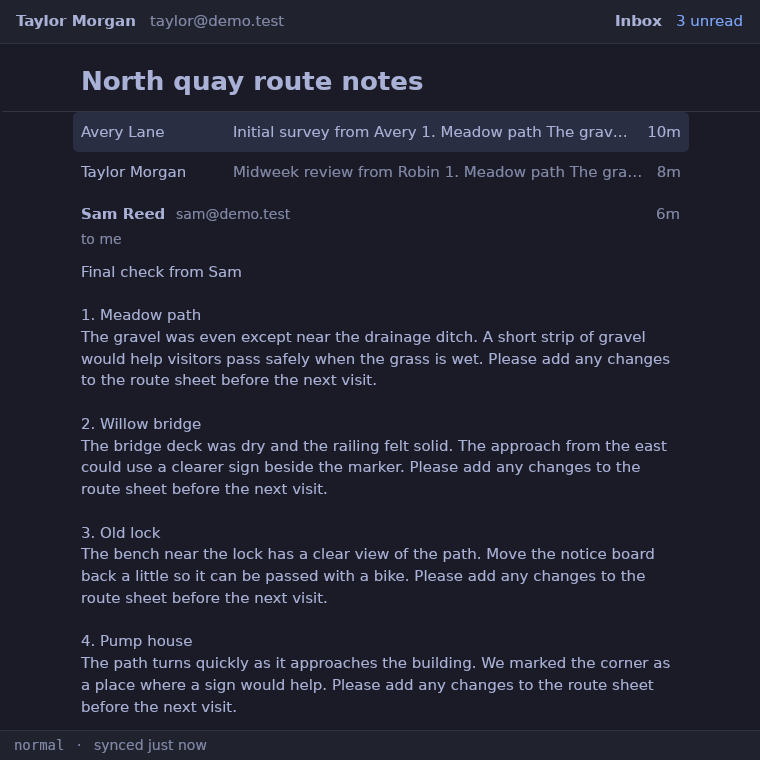 Taylor Morgan taylor@demo.test Inbox 3 unread
North quay route notes
Avery Lane Initial survey from Avery 1. Meadow path The grav… 10m
Taylor Morgan Midweek review from Robin 1. Meadow path The gra… 8m
Sam Reed sam@demo.test 6m
to me
Final check from Sam
1. Meadow path
The gravel was even except near the drainage ditch. A short strip of gravel
would help visitors pass safely when the grass is wet. Please add any changes
to the route sheet before the next visit.
2. Willow bridge
The bridge deck was dry and the railing felt solid. The approach from the east
could use a clearer sign beside the marker. Please add any changes to the
route sheet before the next visit.
3. Old lock
The bench near the lock has a clear view of the path. Move the notice board
back a little so it can be passed with a bike. Please add any changes to the
route sheet before the next visit.
4. Pump house
The path turns quickly as it approaches the building. We marked the corner as
a place where a sign would help. Please add any changes to the route sheet
before the next visit.
normal · synced just now